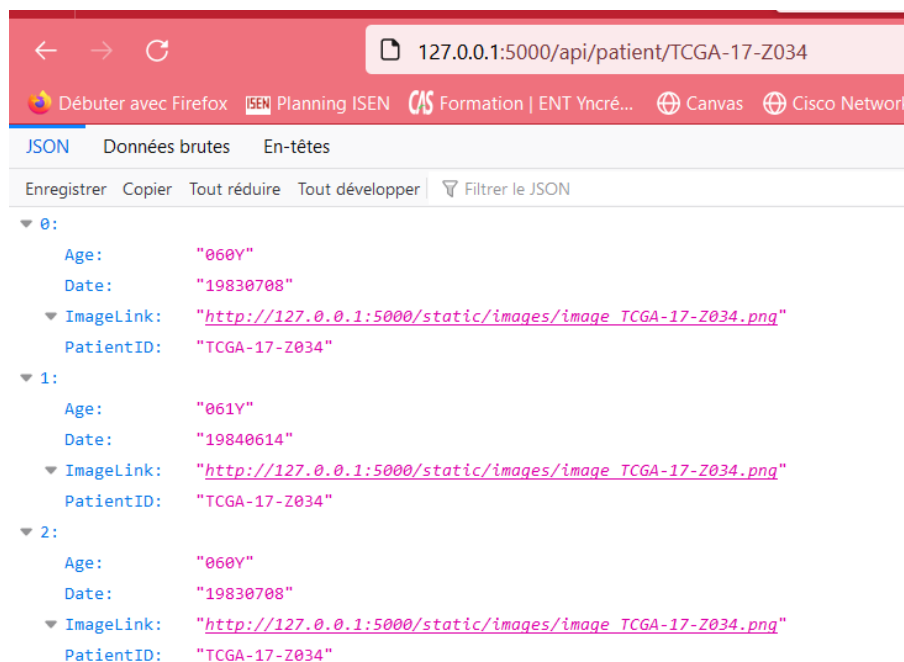 127.0.0.1:5000/api/patient/TCGA-17-Z034
Débuter avec Firefox ISEN Planning ISEN CAS Formation | ENT Yncré... Canvas Cisco Network
JSON Données brutes En-têtes
Enregistrer Copier Tout réduire Tout développer Filtrer le JSON
0:
Age: "060Y"
Date: "19830708"
ImageLink: "http://127.0.0.1:5000/static/images/image_TCGA-17-Z034.png"
PatientID: "TCGA-17-Z034"
1:
Age: "061Y"
Date: "19840614"
ImageLink: "http://127.0.0.1:5000/static/images/image_TCGA-17-Z034.png"
PatientID: "TCGA-17-Z034"
2:
Age: "060Y"
Date: "19830708"
ImageLink: "http://127.0.0.1:5000/static/images/image_TCGA-17-Z034.png"
PatientID: "TCGA-17-Z034"